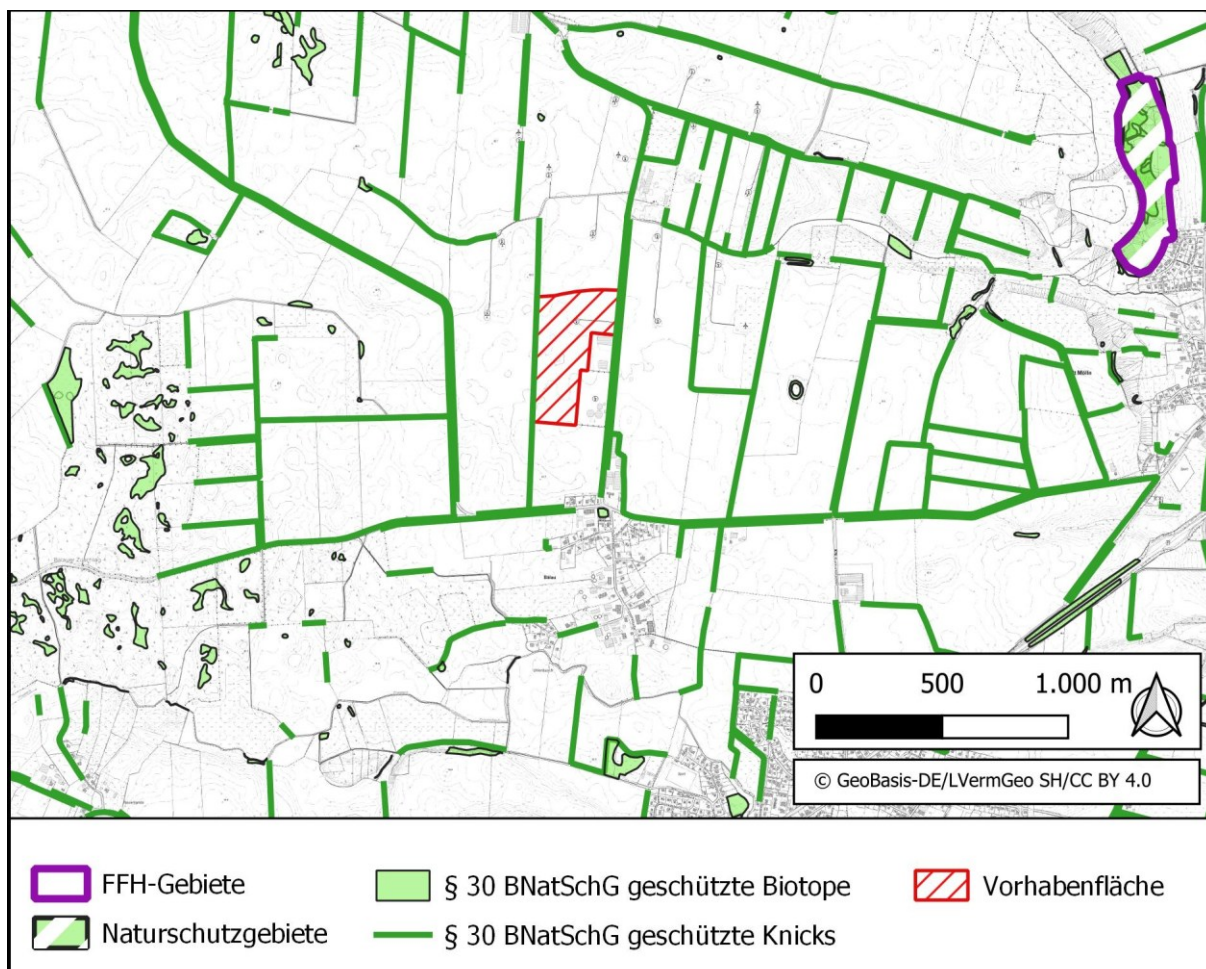 0 500 1.000 m
© GeoBasis-DE/LVermGeo SH/CC BY 4.0
FFH-Gebiete
§ 30 BNatSchG geschützte Biotope
Vorhabenfläche
Naturschutzgebiete
§ 30 BNatSchG geschützte Knicks